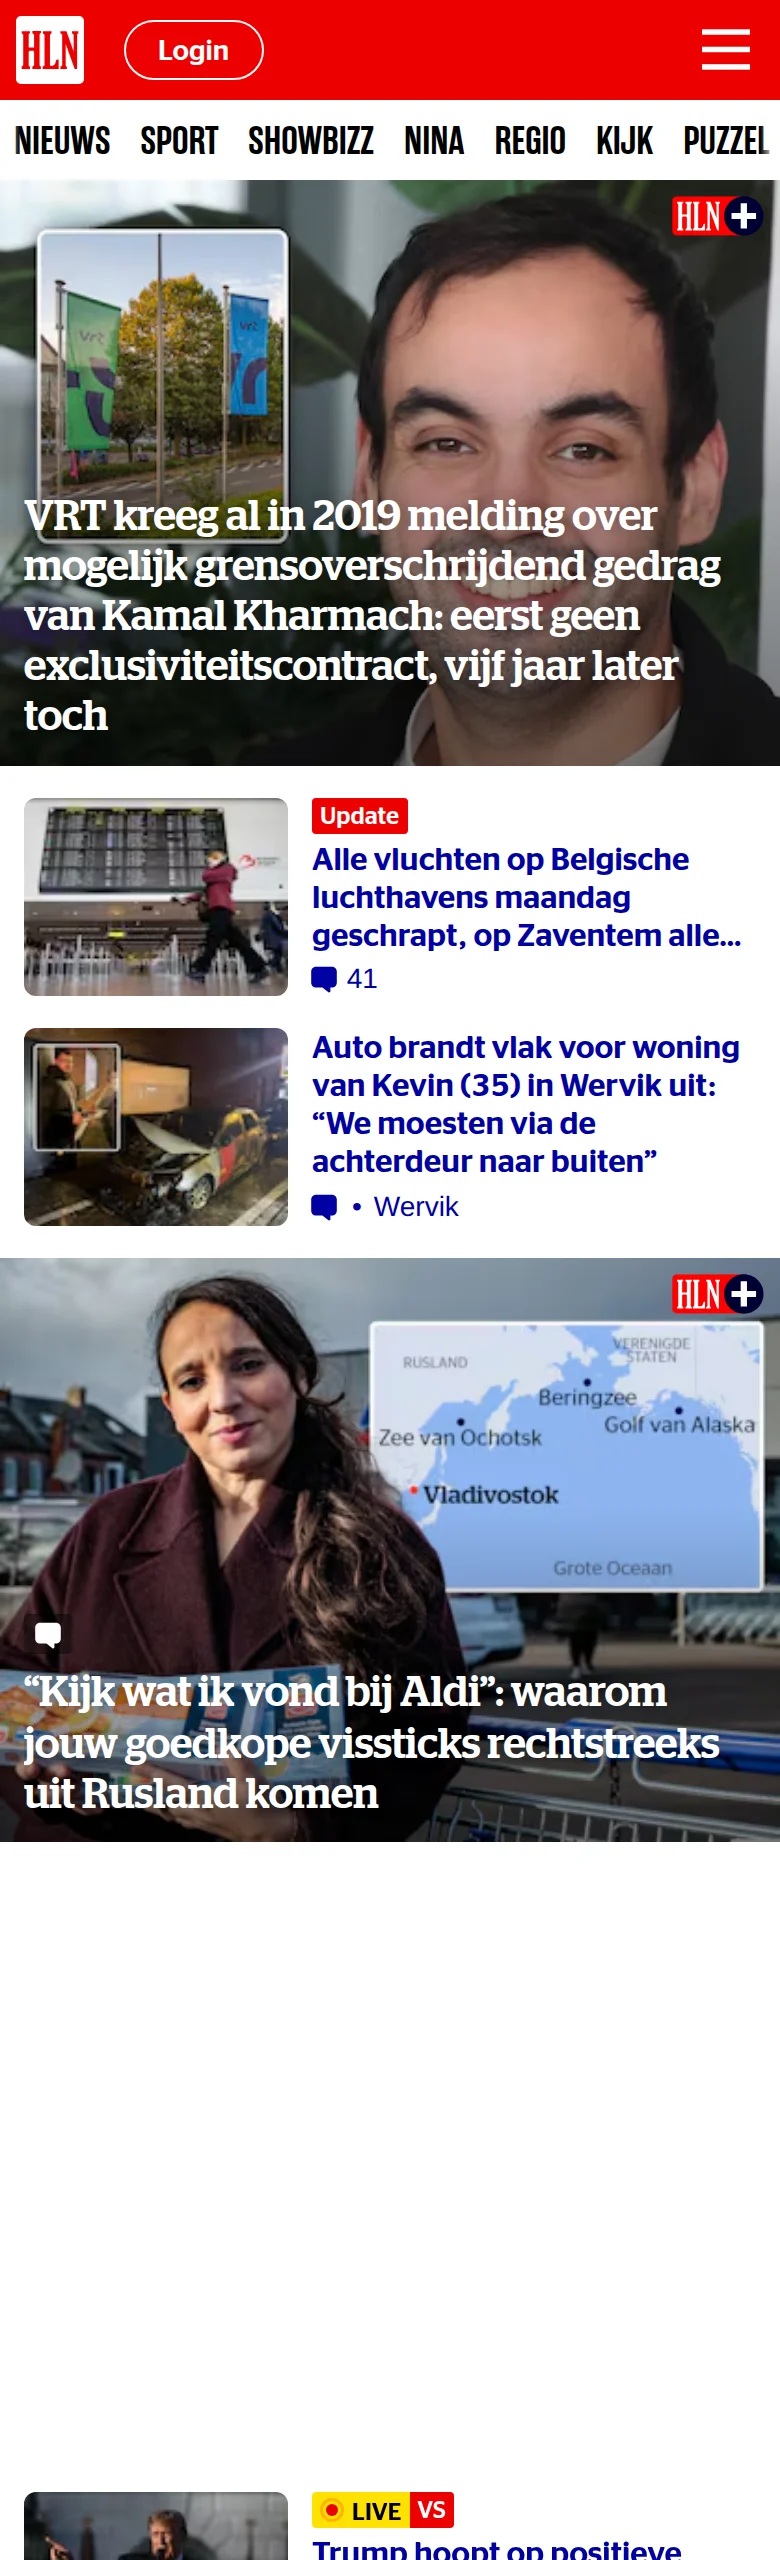 HLN Login
NIEUWS SPORT SHOWBIZZ NINA REGIO KIJK PUZZEL
HLN+
VRT kreeg al in 2019 melding over
mogelijk grensoverschrijdend gedrag
van Kamal Kharmach: eerst geen
exclusiviteitscontract, vijf jaar later
toch
Update
Alle vluchten op Belgische
luchthavens maandag
geschrapt, op Zaventem alle...
41
Auto brandt vlak voor woning
van Kevin (35) in Wervik uit:
“We moesten via de
achterdeur naar buiten”
• Wervik
HLN+
VERENIGDE
STATEN
RUSLAND
Beringzee
Golf van Alaska
Zee van Ochotsk
Vladivostok
Grote Oceaan
“Kijk wat ik vond bij Aldi”: waarom
jouw goedkope vissticks rechtstreeks
uit Rusland komen
LIVE VS
Trump hoopt op positieve